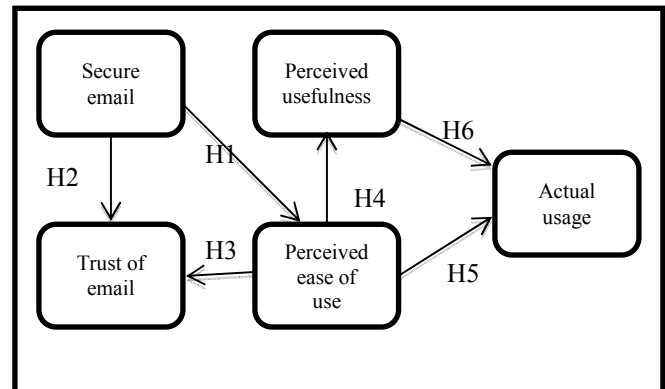 Secure
email
Perceived
usefulness
H1
H6
H2
Actual
usage
H4
Trust of
email
H3
Perceived
ease of
use
H5